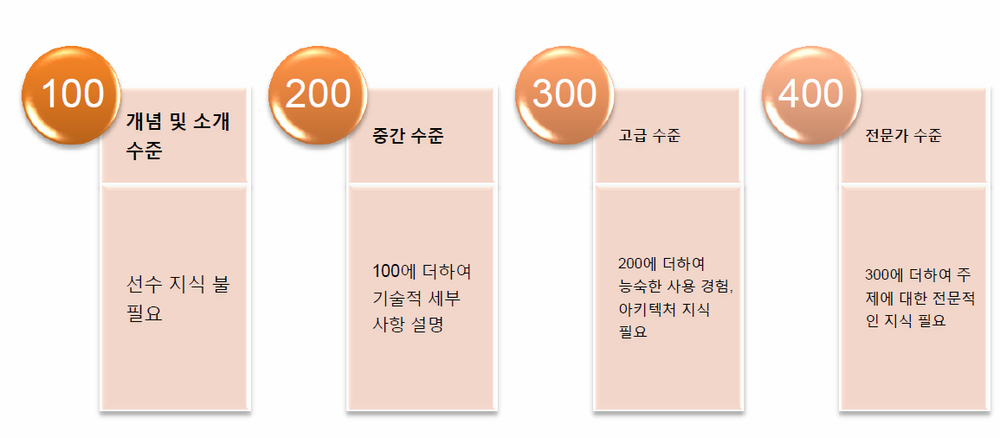 100
개념 및 소개
수준
선수 지식 불
필요
200
중간 수준
100에 더하여
기술적 세부
사항 설명
300
고급 수준
200에 더하여
능숙한 사용 경험,
아키텍처 지식
필요
400
전문가 수준
300에 더하여 주
제에 대한 전문적
인 지식 필요